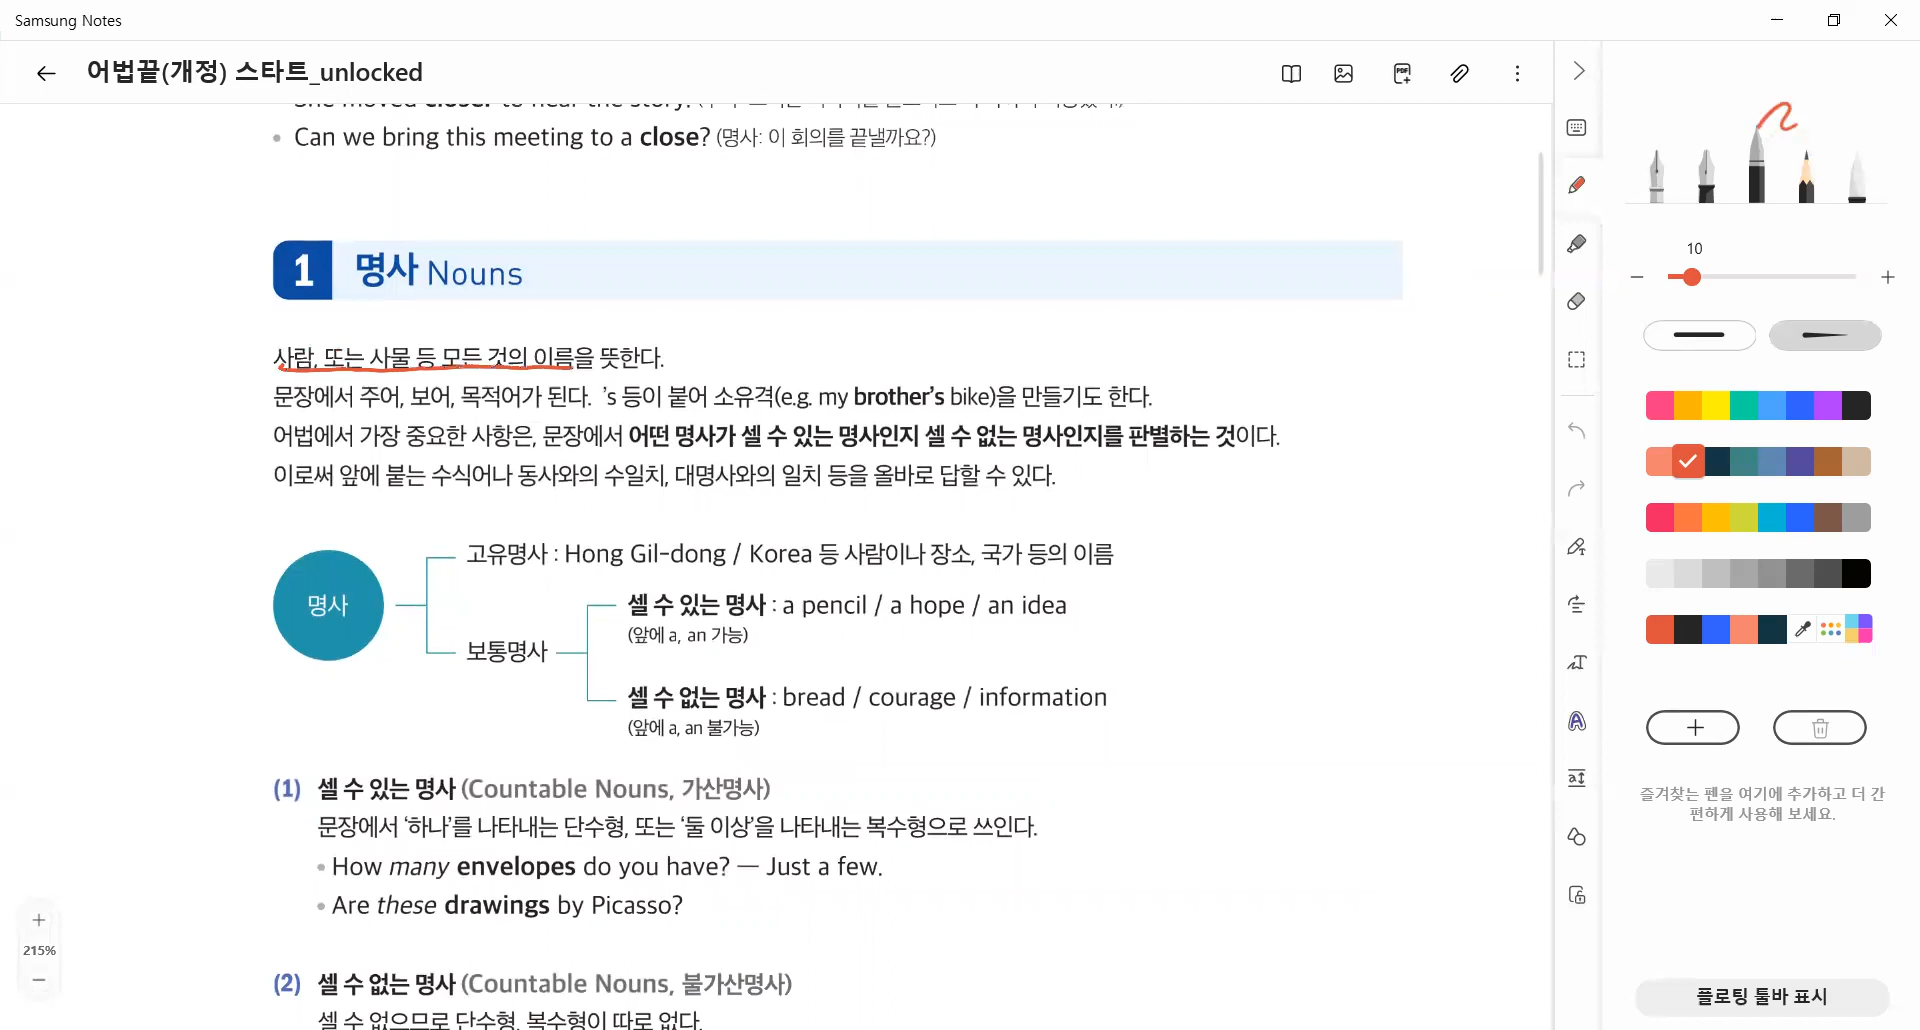 Samsung Notes
어법끝(개정) 스타트_unlocked
• Can we bring this meeting to a close? (명사: 이 회의를 끝낼까요?)
1 명사 Nouns
사람, 또는 사물 등 모든 것의 이름을 뜻한다.
문장에서 주어, 보어, 목적어가 된다. ’s 등이 붙어 소유격(e.g. my brother’s bike)을 만들기도 한다.
어법에서 가장 중요한 사항은, 문장에서 어떤 명사가 셀 수 있는 명사인지 셀 수 없는 명사인지를 판별하는 것이다.
이로써 앞에 붙는 수식어나 동사와의 수일치, 대명사와의 일치 등을 올바로 답할 수 있다.
명사
고유명사 : Hong Gil-dong / Korea 등 사람이나 장소, 국가 등의 이름
보통명사
셀 수 있는 명사 : a pencil / a hope / an idea
(앞에 a, an 가능)
셀 수 없는 명사 : bread / courage / information
(앞에 a, an 불가능)
(1) 셀 수 있는 명사 (Countable Nouns, 가산명사)
문장에서 ‘하나’를 나타내는 단수형, 또는 ‘둘 이상’을 나타내는 복수형으로 쓰인다.
• How many envelopes do you have? — Just a few.
• Are these drawings by Picasso?
(2) 셀 수 없는 명사 (Countable Nouns, 불가산명사)
셀 수 없으므로 단수형, 복수형이 따로 없다.
215%
10
즐겨찾는 펜을 여기에 추가하고 더 간
편하게 사용해 보세요.
플로팅 툴바 표시